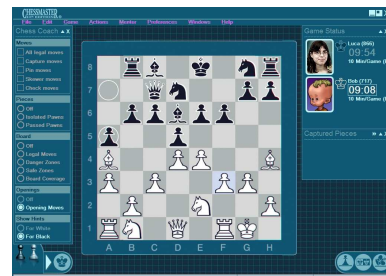 CHESSMASTER
File Edit Game Actions Mentor Preferences Windows Help
Chess Coach
Moves
All legal moves
Capture moves
Pin moves
Skewer moves
Check moves
Pieces
Off
Isolated Pawns
Passed Pawns
Board
Off
Legal Moves
Danger Zones
Safe Zones
Board Coverage
Openings
Off
Opening Moves
Show Hints
For White
For Black
8
7
6
5
4
3
2
1
A B C D E F G H
Game Status
Luca (865)
09:54
10 Min/Game (
Bob (717)
09:08
10 Min/Game (
Captured Pieces